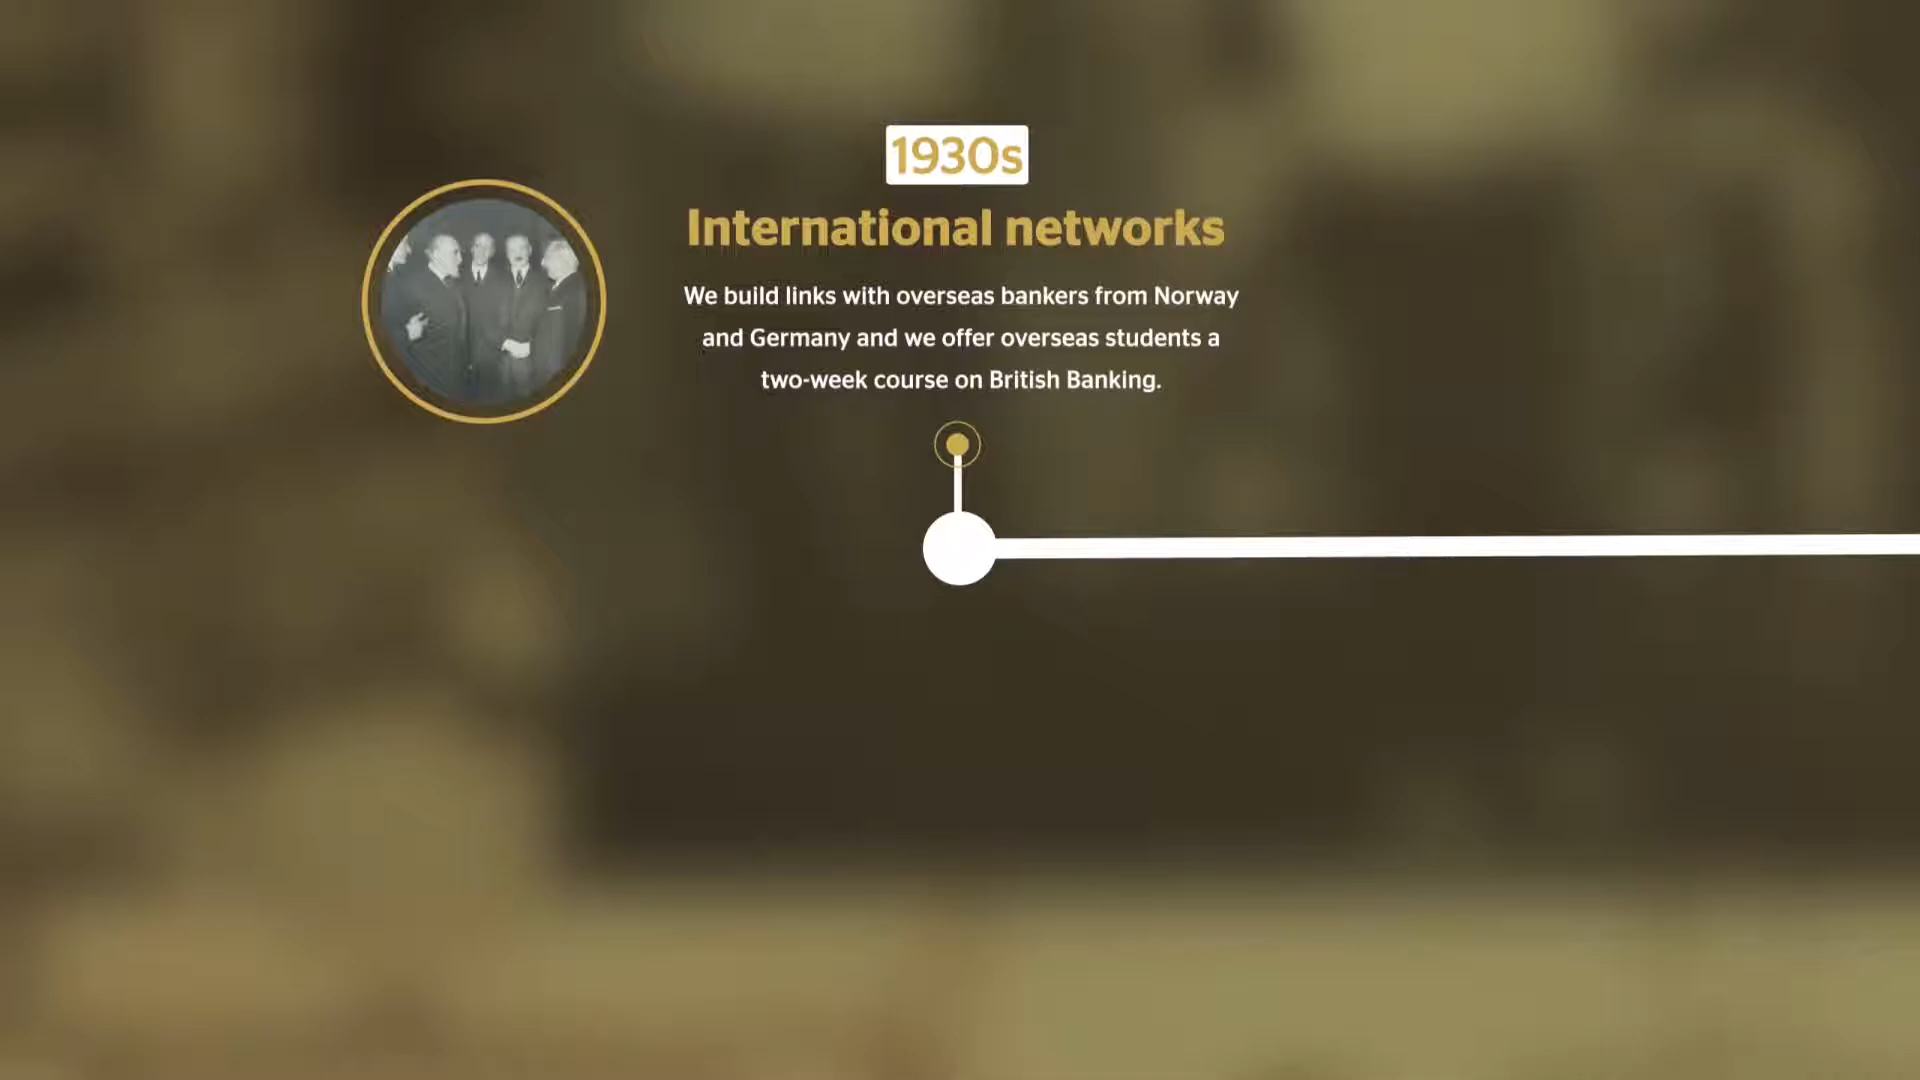 1930s
International networks
We build links with overseas bankers from Norway
and Germany and we offer overseas students a
two-week course on British Banking.